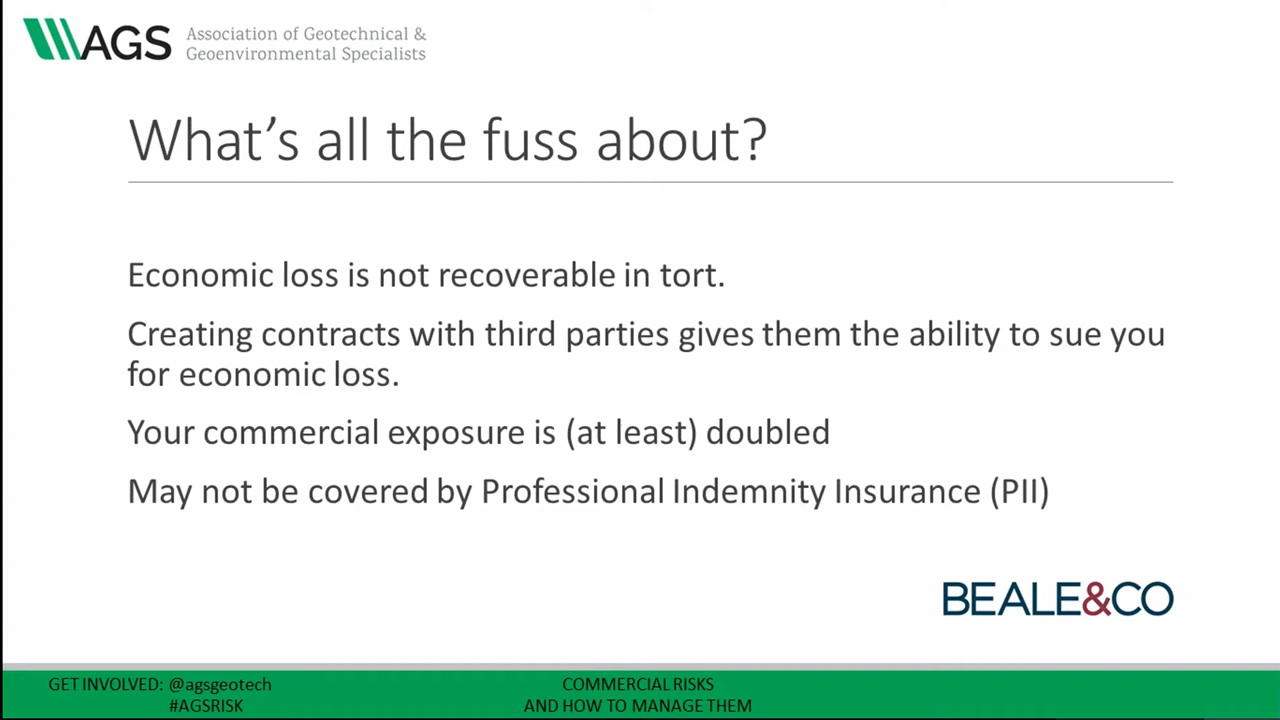 AGS
Association of Geotechnical &
Geoenvironmental Specialists
What's all the fuss about?
Economic loss is not recoverable in tort.
Creating contracts with third parties gives them the ability to sue you
for economic loss.
Your commercial exposure is (at least) doubled
May not be covered by Professional Indemnity Insurance (PII)
BEALE&CO
GET INVOLVED: @agsgeotech
#AGSRISK
COMMERCIAL RISKS
AND HOW TO MANAGE THEM